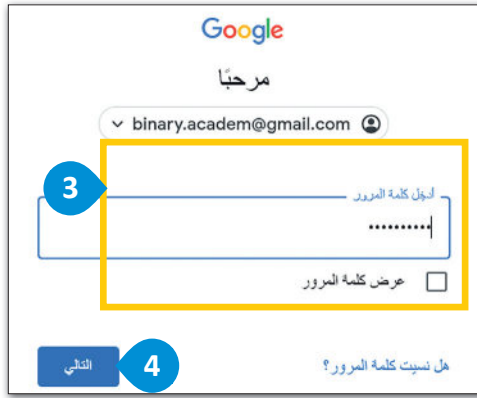 Google
مرحبًا
binary.academ@gmail.com
3
أدخل كلمة المرور
••••••••••
عرض كلمة المرور
هل نسيت كلمة المرور؟
4
التالي